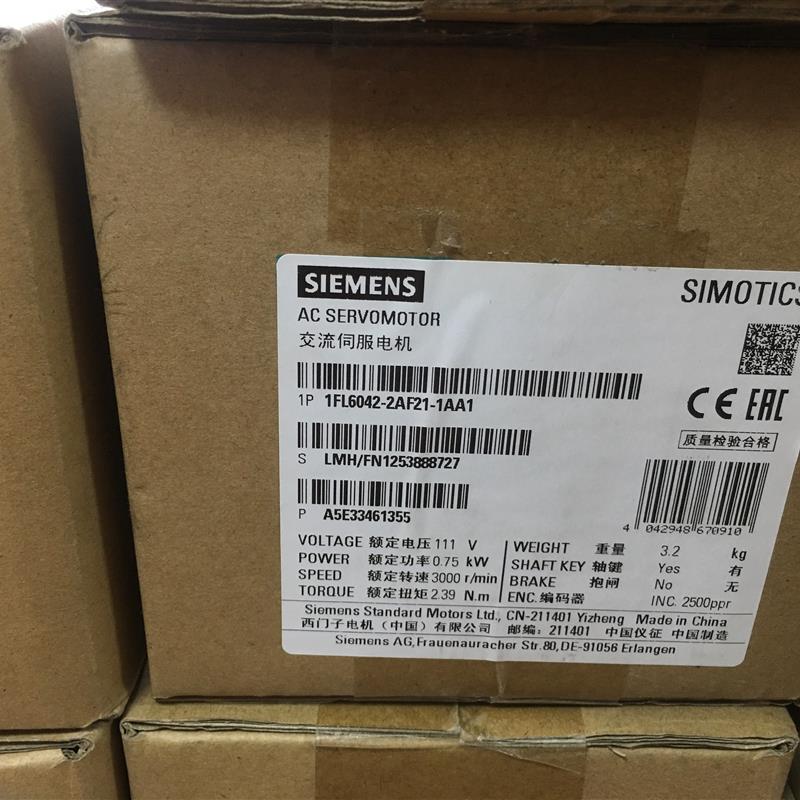 SIEMENS
SIMOTICS
AC SERVOMOTOR
交流伺服电机
1P 1FL6042-2AF21-1AA1
CE EAC
质量检验合格
S LMH/FN1253888727
P A5E33461355
4 042948 670910
VOLTAGE 额定电压 111 V
POWER 额定功率 0.75 kW
SPEED 额定转速 3000 r/min
TORQUE 额定扭矩 2.39 N.m
WEIGHT 重量 3.2 kg
SHAFT KEY 轴键 Yes 有
BRAKE 抱闸 No 无
ENC. 编码器 INC. 2500ppr
Siemens Standard Motors Ltd., CN-211401 Yizheng Made in China
西门子电机（中国）有限公司 邮编: 211401 中国仪征 中国制造
Siemens AG,Frauenauracher Str.80,DE-91056 Erlangen